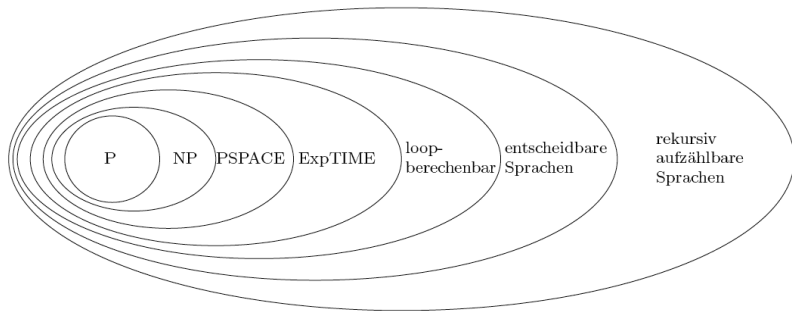 P
NP
PSPACE
ExpTIME
loop-
berechenbar
entscheidbare
Sprachen
rekursiv
aufzählbare
Sprachen